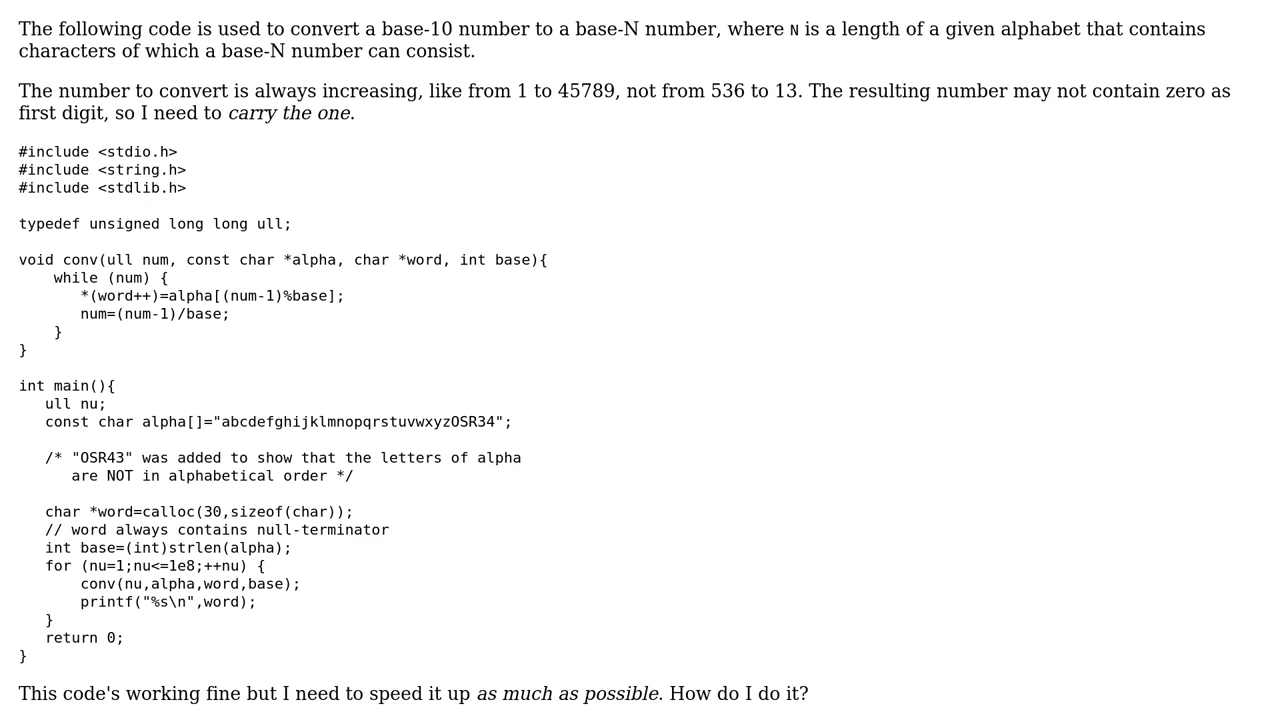 The following code is used to convert a base-10 number to a base-N number, where N is a length of a given alphabet that contains
characters of which a base-N number can consist.
The number to convert is always increasing, like from 1 to 45789, not from 536 to 13. The resulting number may not contain zero as
first digit, so I need to carry the one.
#include <stdio.h>
#include <string.h>
#include <stdlib.h>
typedef unsigned long long ull;
void conv(ull num, const char *alpha, char *word, int base){
    while (num) {
       *(word++)=alpha[(num-1)%base];
       num=(num-1)/base;
    }
}
int main(){
   ull nu;
   const char alpha[]="abcdefghijklmnopqrstuvwxyzOSR34";
   /* "OSR43" was added to show that the letters of alpha
      are NOT in alphabetical order */
   char *word=calloc(30,sizeof(char));
   // word always contains null-terminator
   int base=(int)strlen(alpha);
   for (nu=1;nu<=1e8;++nu) {
       conv(nu,alpha,word,base);
       printf("%s\n",word);
   }
   return 0;
}
This code's working fine but I need to speed it up as much as possible. How do I do it?